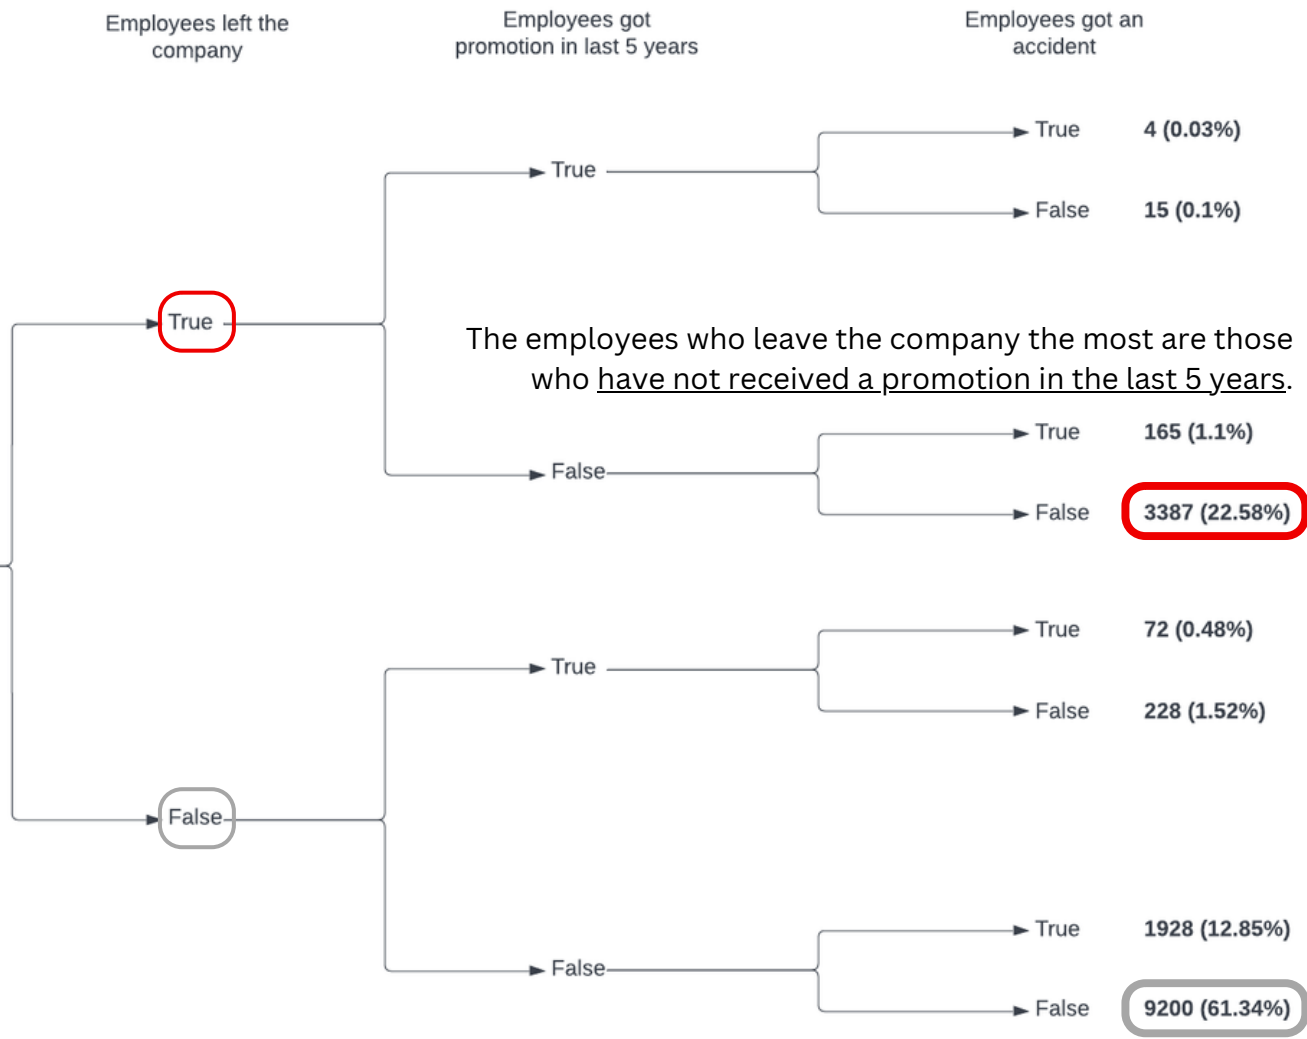 Employees left the
company
Employees got
promotion in last 5 years
Employees got an
accident
True 4 (0.03%)
True
False 15 (0.1%)
True
The employees who leave the company the most are those
who have not received a promotion in the last 5 years.
True 165 (1.1%)
False
False 3387 (22.58%)
True 72 (0.48%)
True
False 228 (1.52%)
False
True 1928 (12.85%)
False
False 9200 (61.34%)